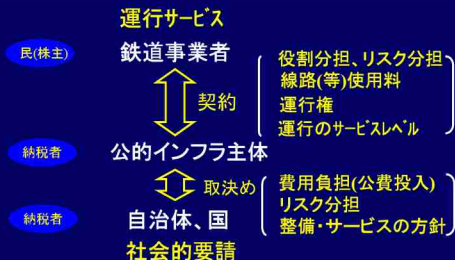 運行サービス
民(株主)
鉄道事業者
契約
役割分担、リスク分担
線路(等)使用料
運行権
運行のサービスレベル
納税者
公的インフラ主体
取決め
費用負担(公費投入)
リスク分担
整備・サービスの方針
納税者
自治体、国
社会的要請